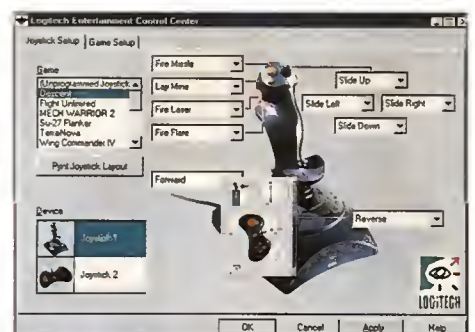 Logitech Entertainment Control Center
Joystick Setup
Game Setup
Game
(Unprogrammed Joystick
Descent
Flight Unlimited
MECH WARRIOR 2
Su-27 Flanker
TerraNova
Wing Commander IV
Print Joystick Layout
Device
Joystick 1
Joystick 2
Fire Missile
Lay Mine
Fire Laser
Fire Flare
Forward
Slide Up
Slide Left
Slide Right
Slide Down
Reverse
LOGITECH
OK
Cancel
Apply
Help